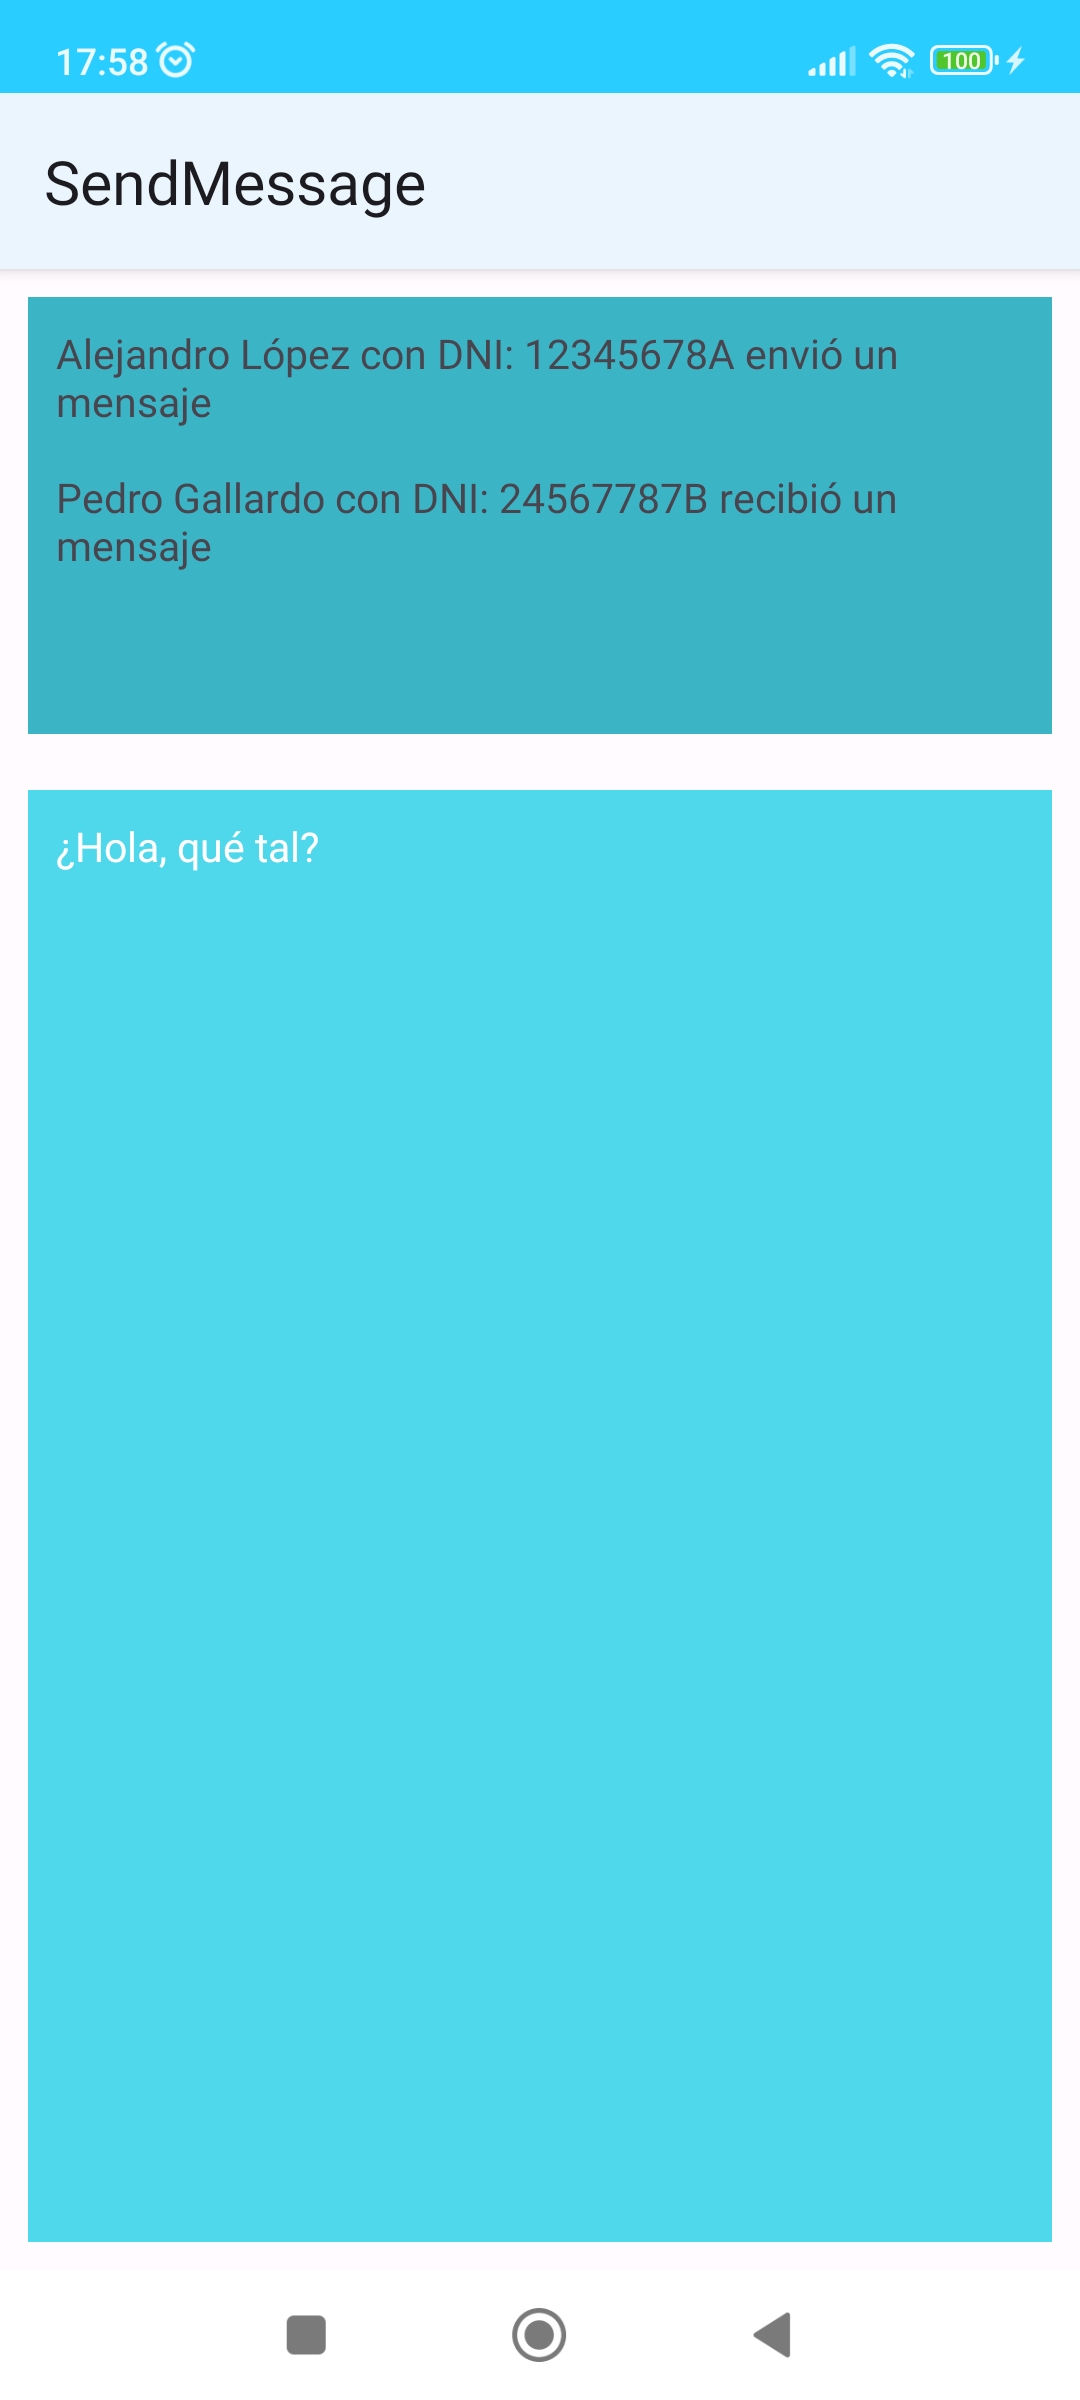 17:58
100
SendMessage
Alejandro López con DNI: 12345678A envió un
mensaje
Pedro Gallardo con DNI: 24567787B recibió un
mensaje
¿Hola, qué tal?